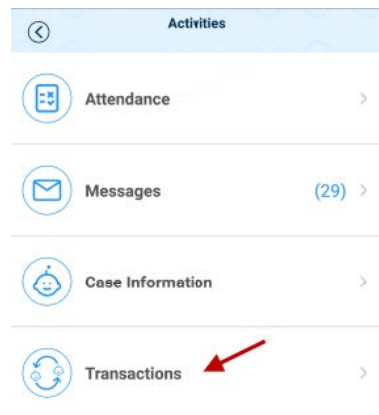 Activities
Attendance
Messages (29)
Case Information
Transactions